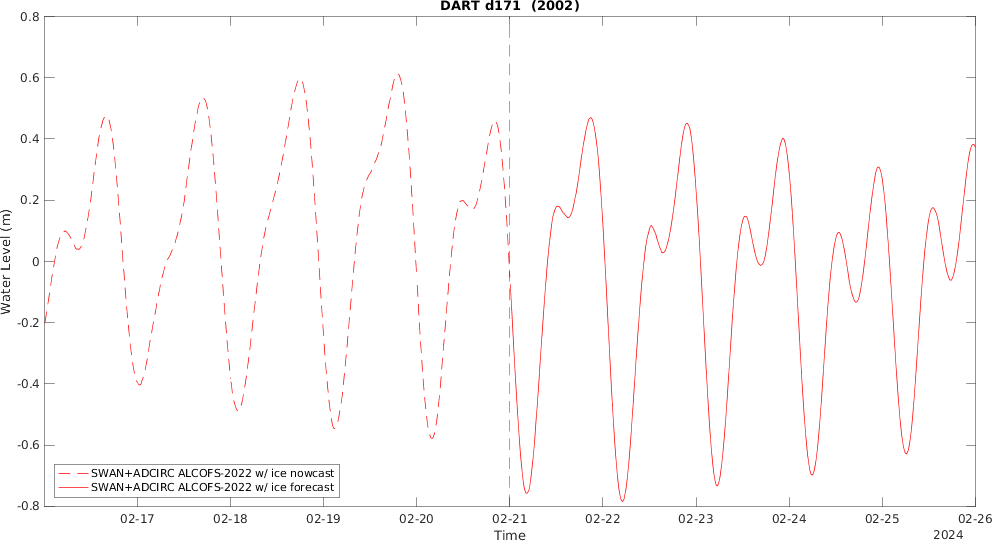 DART d171 (2002)
0.8
0.6
0.4
0.2
0
-0.2
-0.4
-0.6
-0.8
Water Level (m)
SWAN+ADCIRC ALCOFS-2022 w/ ice nowcast
SWAN+ADCIRC ALCOFS-2022 w/ ice forecast
02-17 02-18 02-19 02-20 02-21 02-22 02-23 02-24 02-25 02-26
Time
2024